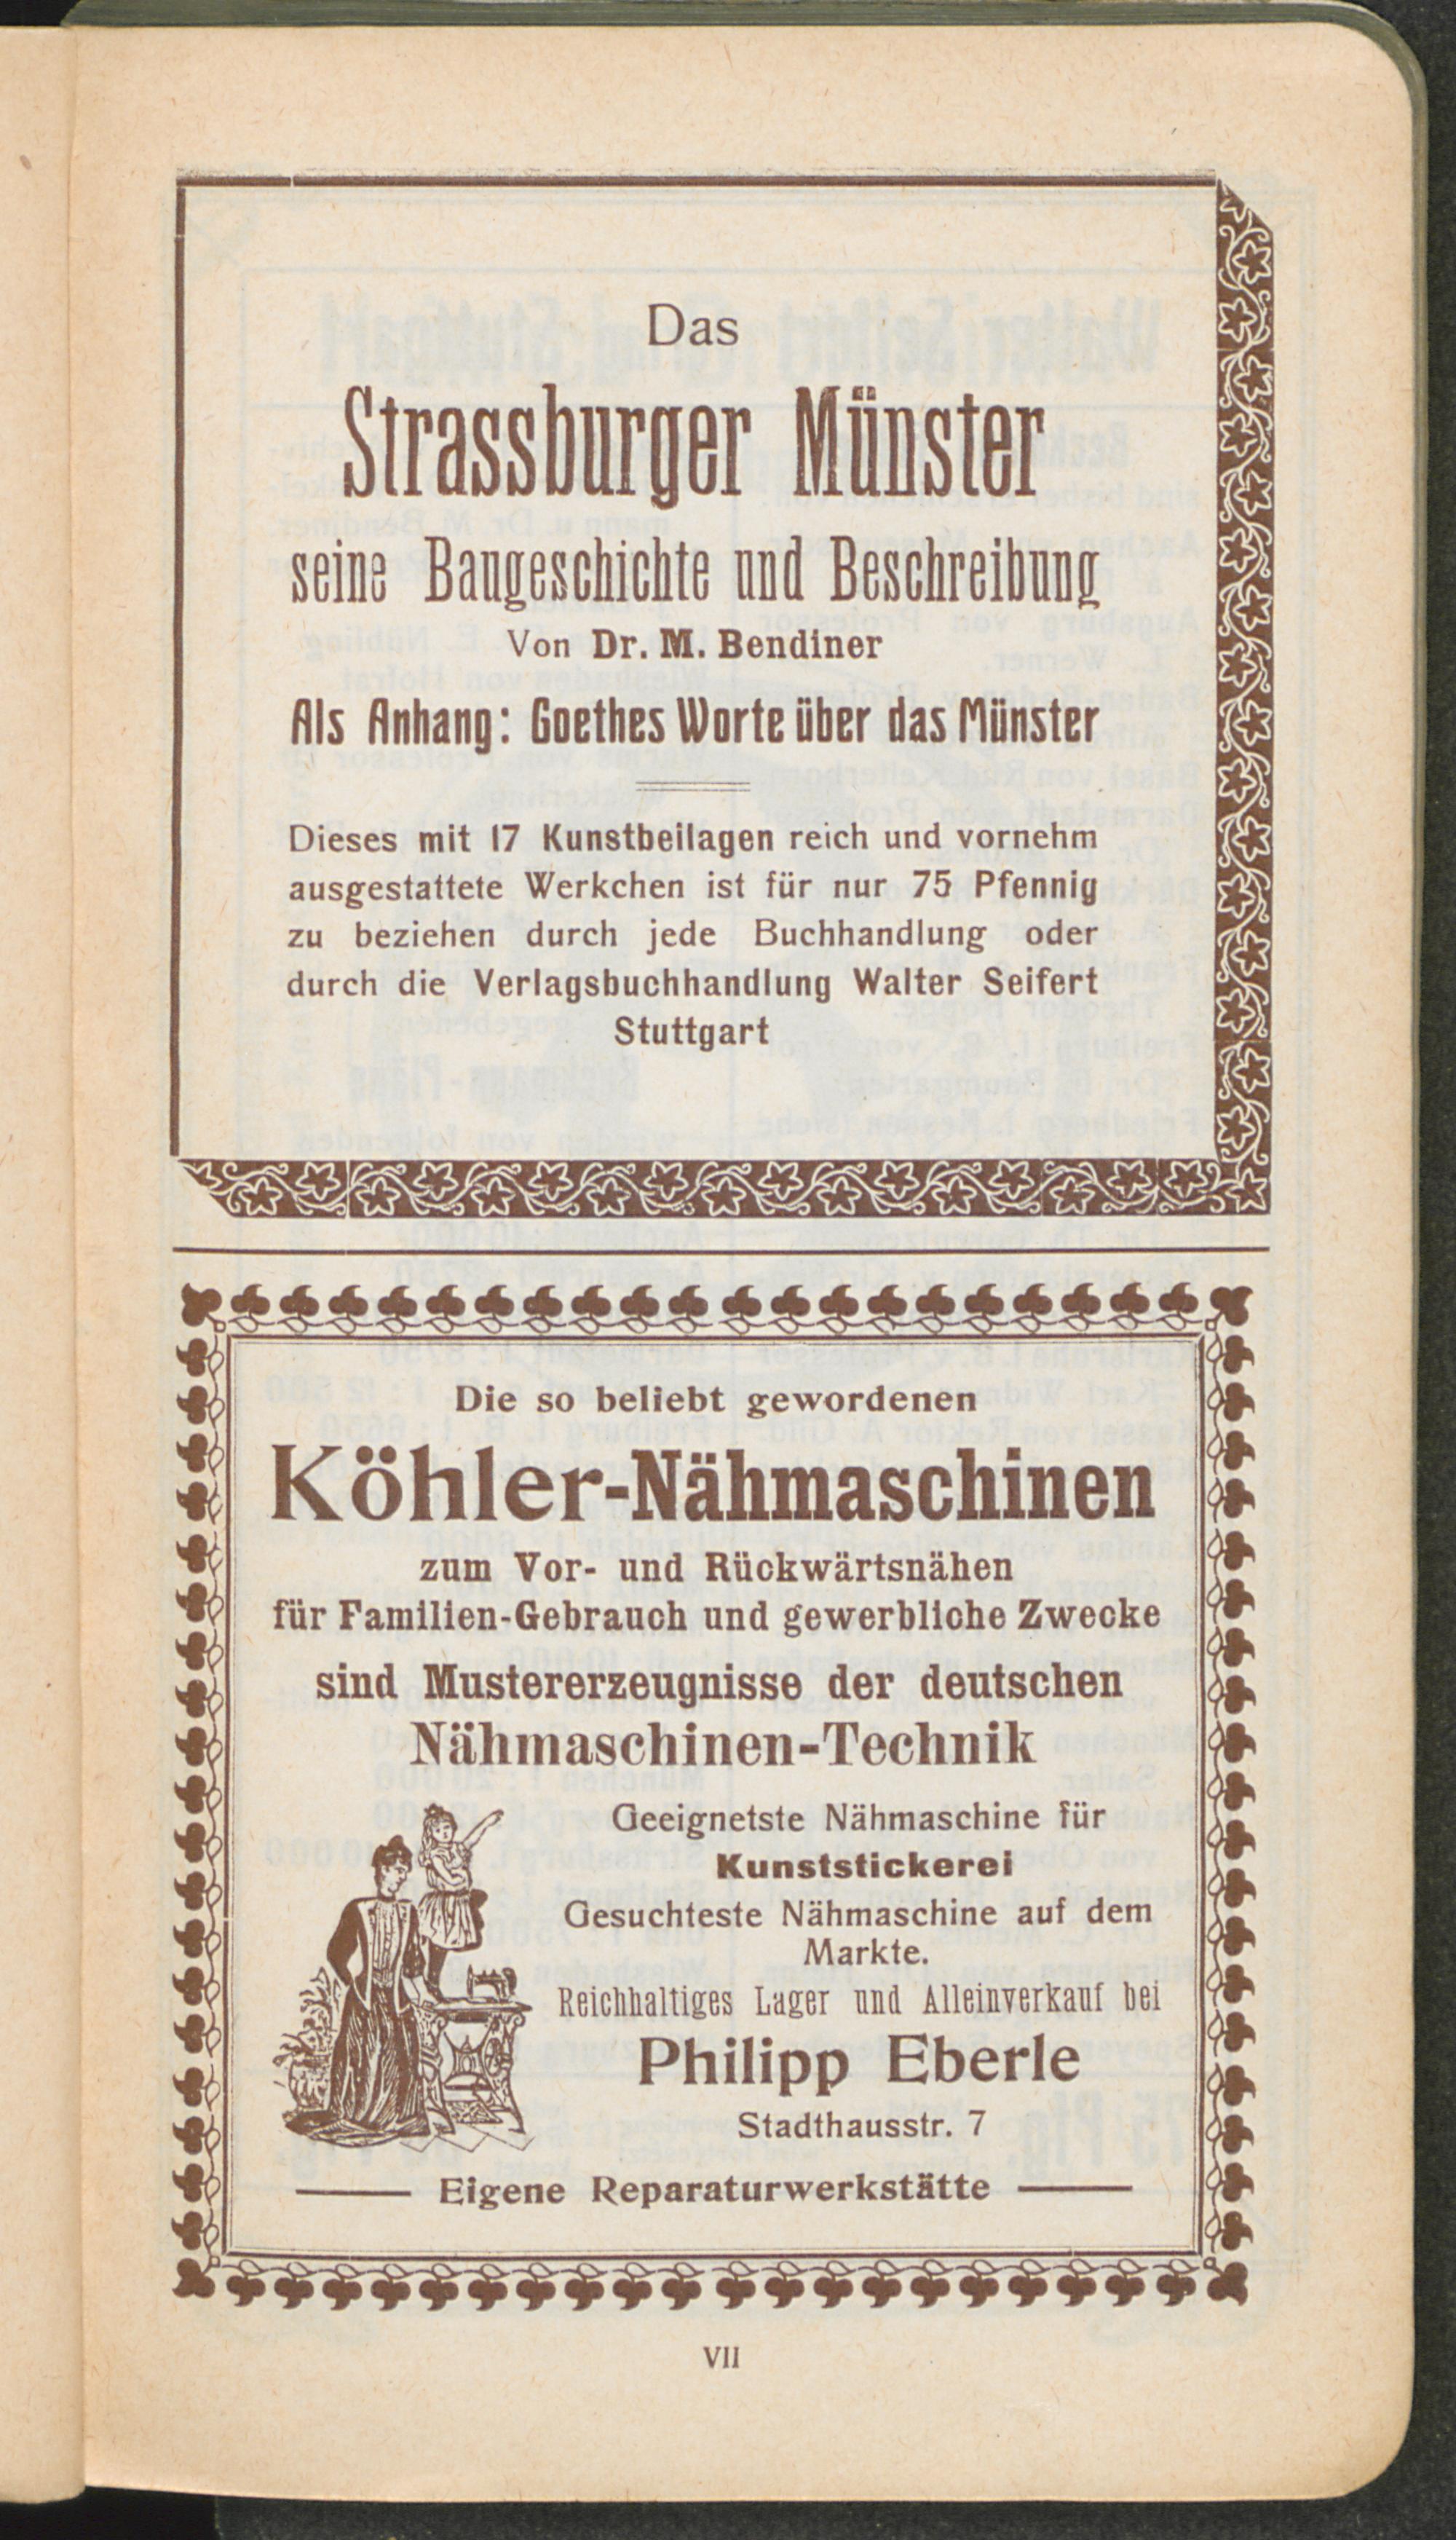 Das
Strassburger Münster
seine Baugeschichte und Beschreibung
Von Dr. M. Bendiner
Als Anhang: Goethes Worte über das Münster
Dieses mit 17 Kunstbeilagen reich und vornehm
ausgestattete Werkchen ist für nur 75 Pfennig
zu beziehen durch jede Buchhandlung oder
durch die Verlagsbuchhandlung Walter Seifert
Stuttgart
Die so beliebt gewordenen
Köhler-Nähmaschinen
zum Vor- und Rückwärtsnähen
für Familien-Gebrauch und gewerbliche Zwecke
sind Mustererzeugnisse der deutschen
Nähmaschinen-Technik
Geeignetste Nähmaschine für
Kunststickerei
Gesuchteste Nähmaschine auf dem
Markte.
Reichhaltiges Lager und Alleinverkauf bei
Philipp Eberle
Stadthausstr. 7
Eigene Reparaturwerkstätte
VII